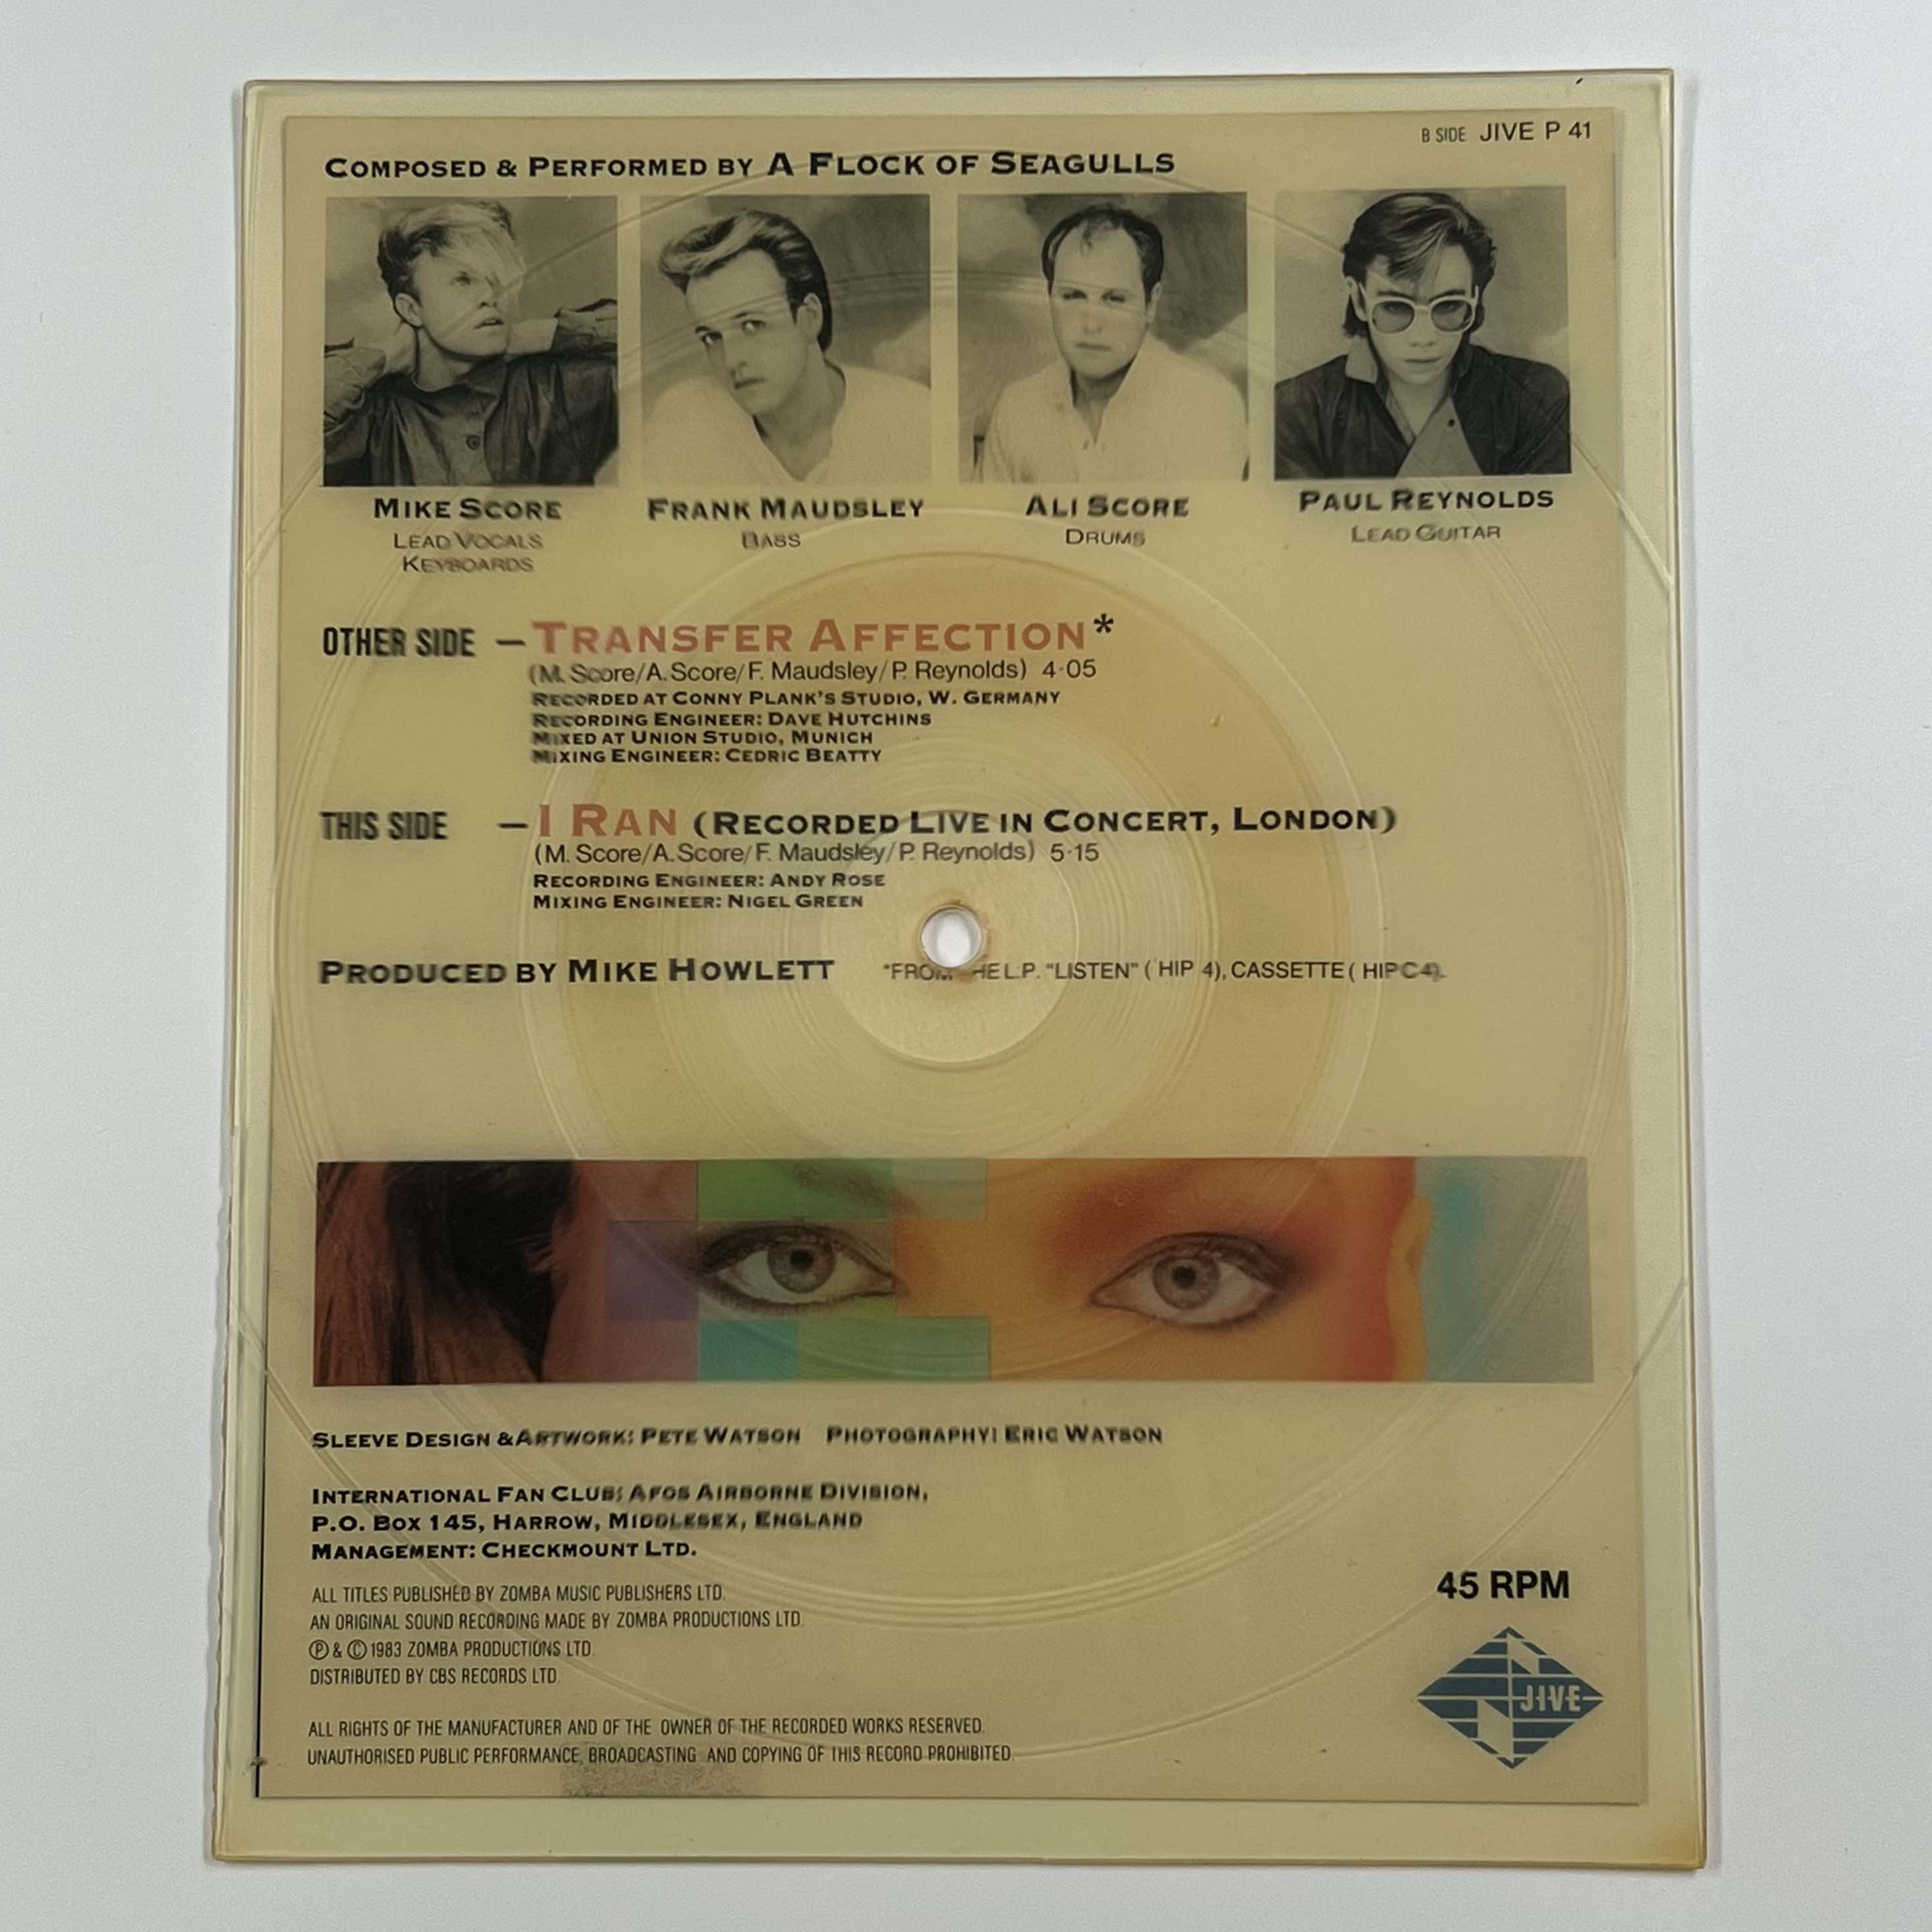 B SIDE JIVE P 41
COMPOSED & PERFORMED BY A FLOCK OF SEAGULLS
MIKE SCORE
LEAD VOCALS
KEYBOARDS
FRANK MAUDSLEY
BASS
ALI SCORE
DRUMS
PAUL REYNOLDS
LEAD GUITAR
OTHER SIDE – TRANSFER AFFECTION*
(M. Score/A. Score/F. Maudsley/P. Reynolds) 4·05
RECORDED AT CONNY PLANK'S STUDIO, W. GERMANY
RECORDING ENGINEER: DAVE HUTCHINS
MIXED AT UNION STUDIO, MUNICH
MIXING ENGINEER: CEDRIC BEATTY
THIS SIDE – I RAN (RECORDED LIVE IN CONCERT, LONDON)
(M. Score/A. Score/F. Maudsley/P. Reynolds) 5·15
RECORDING ENGINEER: ANDY ROSE
MIXING ENGINEER: NIGEL GREEN
PRODUCED BY MIKE HOWLETT *FROM THE L.P. "LISTEN" (HIP 4), CASSETTE (HIPC4).
SLEEVE DESIGN & ARTWORK: PETE WATSON PHOTOGRAPHY: ERIC WATSON
INTERNATIONAL FAN CLUB: AFOS AIRBORNE DIVISION,
P.O. BOX 145, HARROW, MIDDLESEX, ENGLAND
MANAGEMENT: CHECKMOUNT LTD.
ALL TITLES PUBLISHED BY ZOMBA MUSIC PUBLISHERS LTD.
AN ORIGINAL SOUND RECORDING MADE BY ZOMBA PRODUCTIONS LTD.
Ⓟ & © 1983 ZOMBA PRODUCTIONS LTD.
DISTRIBUTED BY CBS RECORDS LTD.
ALL RIGHTS OF THE MANUFACTURER AND OF THE OWNER OF THE RECORDED WORKS RESERVED.
UNAUTHORISED PUBLIC PERFORMANCE, BROADCASTING AND COPYING OF THIS RECORD PROHIBITED.
45 RPM
JIVE